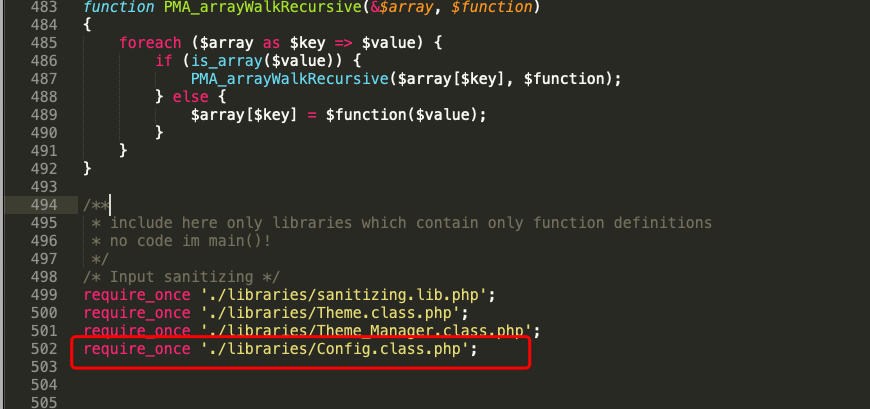 483 function PMA_arrayWalkRecursive(&$array, $function)
484 {
485     foreach ($array as $key => $value) {
486         if (is_array($value)) {
487             PMA_arrayWalkRecursive($array[$key], $function);
488         } else {
489             $array[$key] = $function($value);
490         }
491     }
492 }
493
494 /**
495  * include here only libraries which contain only function definitions
496  * no code im main()!
497  */
498 /* Input sanitizing */
499 require_once './libraries/sanitizing.lib.php';
500 require_once './libraries/Theme.class.php';
501 require_once './libraries/Theme_Manager.class.php';
502 require_once './libraries/Config.class.php';
503
504
505